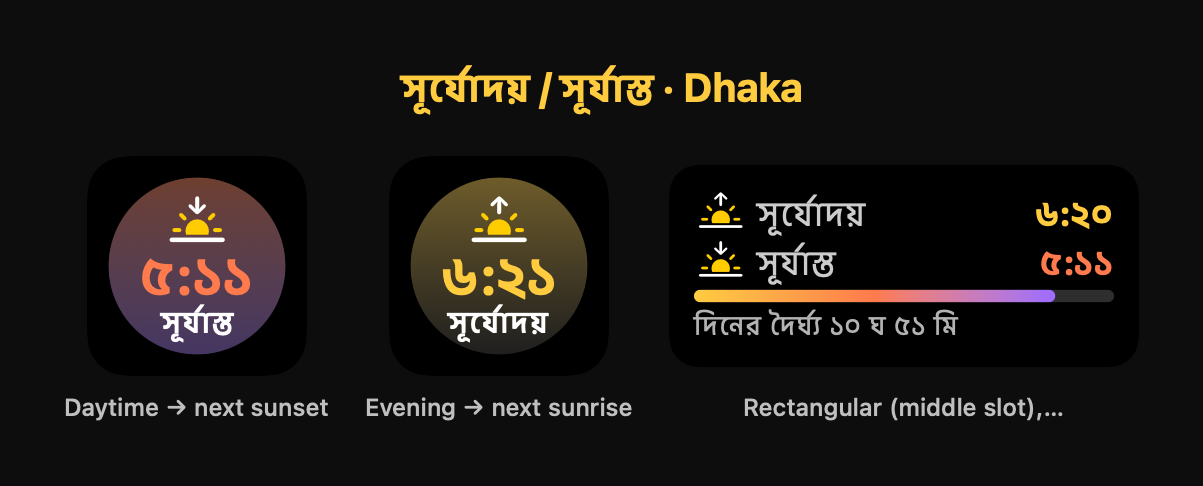 সূর্যোদয় / সূর্যাস্ত · Dhaka
৫:১১
সূর্যাস্ত
Daytime → next sunset
৬:২১
সূর্যোদয়
Evening → next sunrise
সূর্যোদয় ৬:২০
সূর্যাস্ত ৫:১১
দিনের দৈর্ঘ্য ১০ ঘ ৫১ মি
Rectangular (middle slot),...